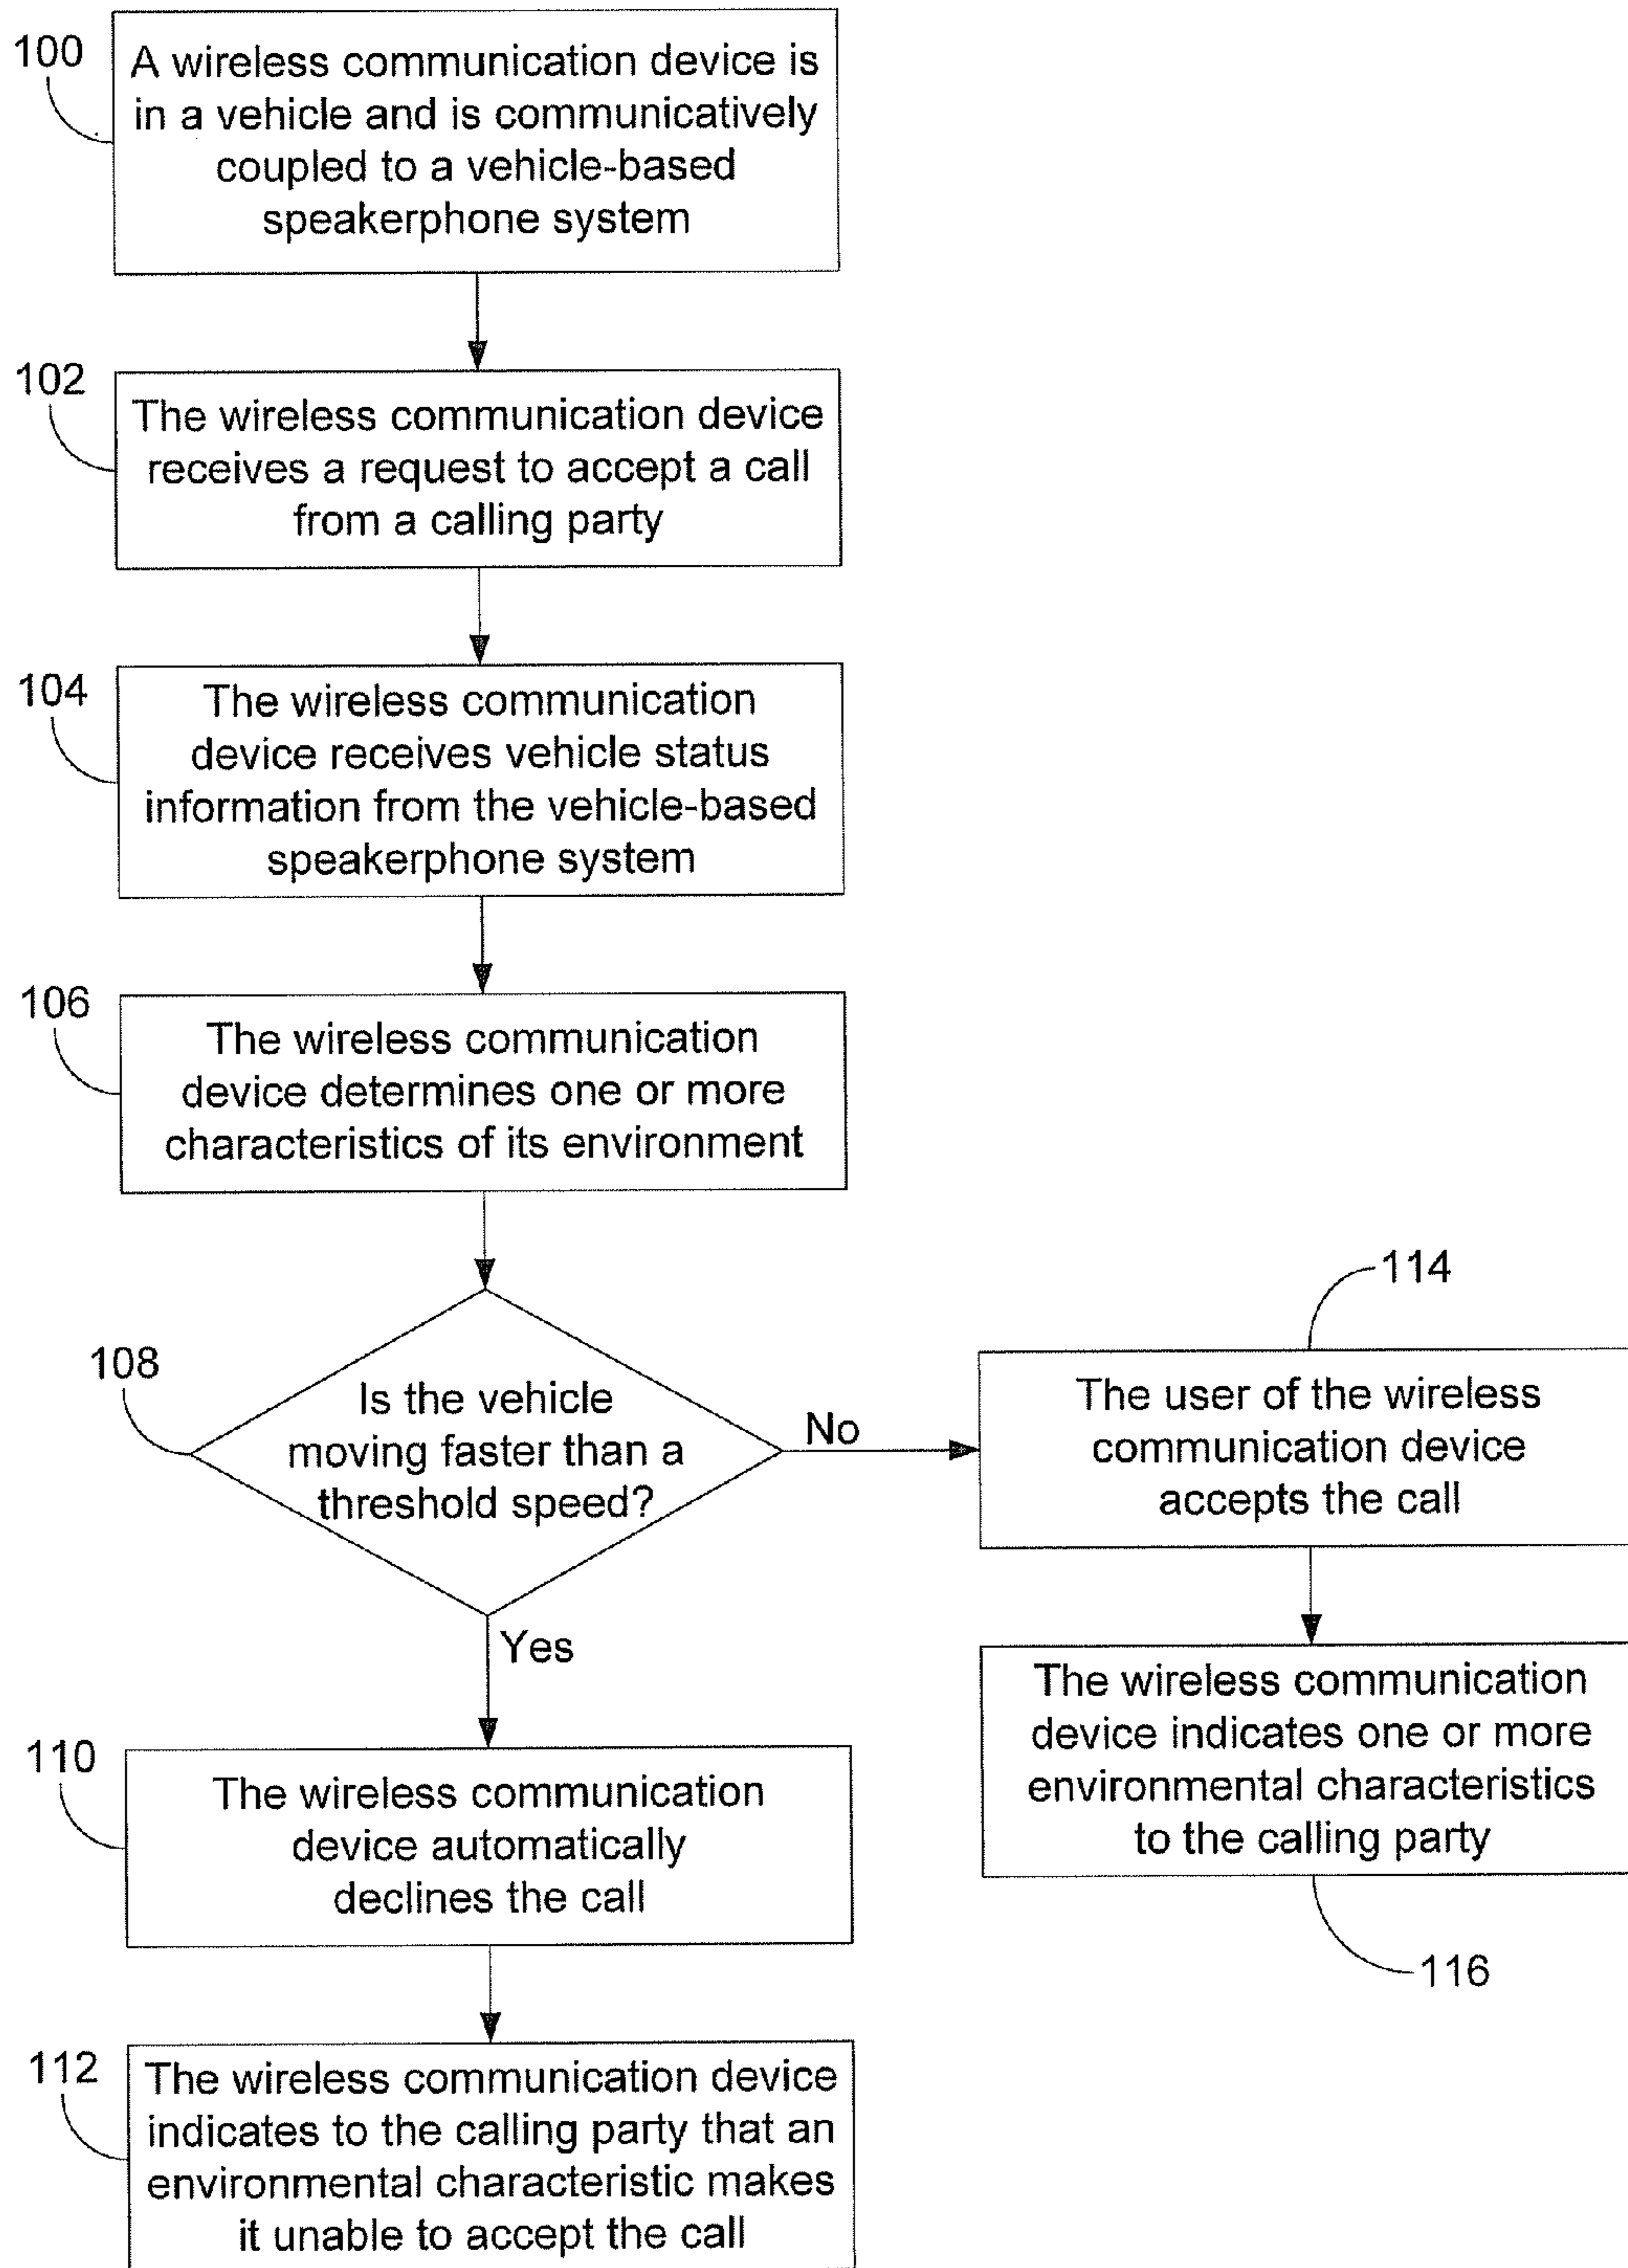 100
A wireless communication device is
in a vehicle and is communicatively
coupled to a vehicle-based
speakerphone system
102
The wireless communication device
receives a request to accept a call
from a calling party
104
The wireless communication
device receives vehicle status
information from the vehicle-based
speakerphone system
106
The wireless communication
device determines one or more
characteristics of its environment
108
Is the vehicle
moving faster than a
threshold speed?
No
Yes
114
The user of the wireless
communication device
accepts the call
The wireless communication
device indicates one or more
environmental characteristics
to the calling party
116
110
The wireless communication
device automatically
declines the call
112
The wireless communication device
indicates to the calling party that an
environmental characteristic makes
it unable to accept the call